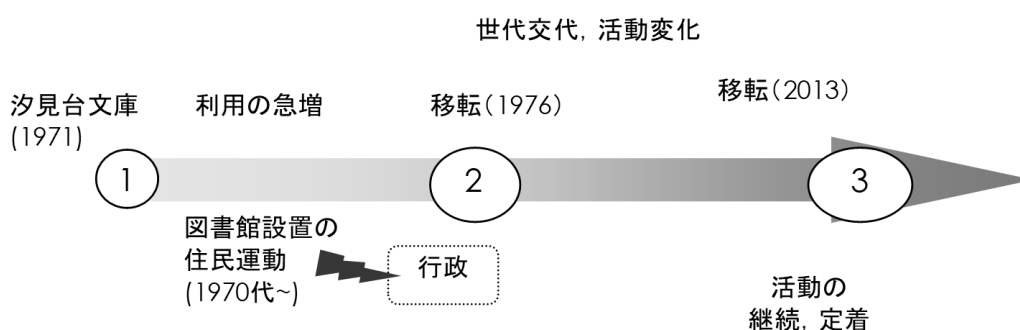 世代交代, 活動変化
汐見台文庫
(1971)
利用の急増
移転(1976)
移転(2013)
1
2
3
図書館設置の
住民運動
(1970代~)
行政
活動の
継続, 定着